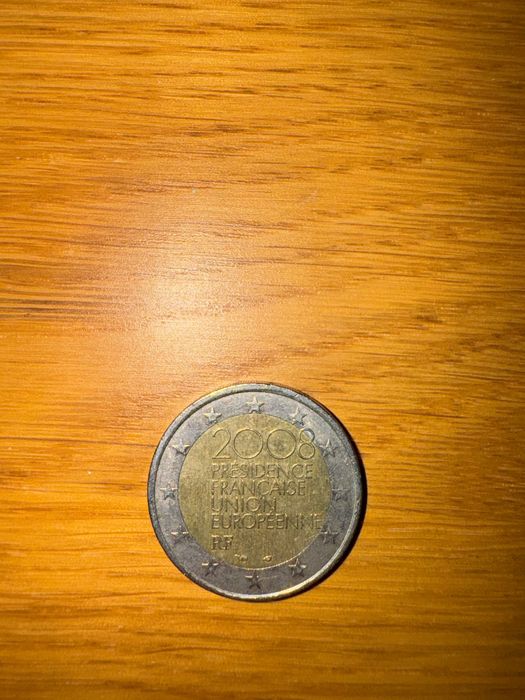 2008
PRÉSIDENCE
FRANÇAISE
UNION
EUROPÉENNE
RF